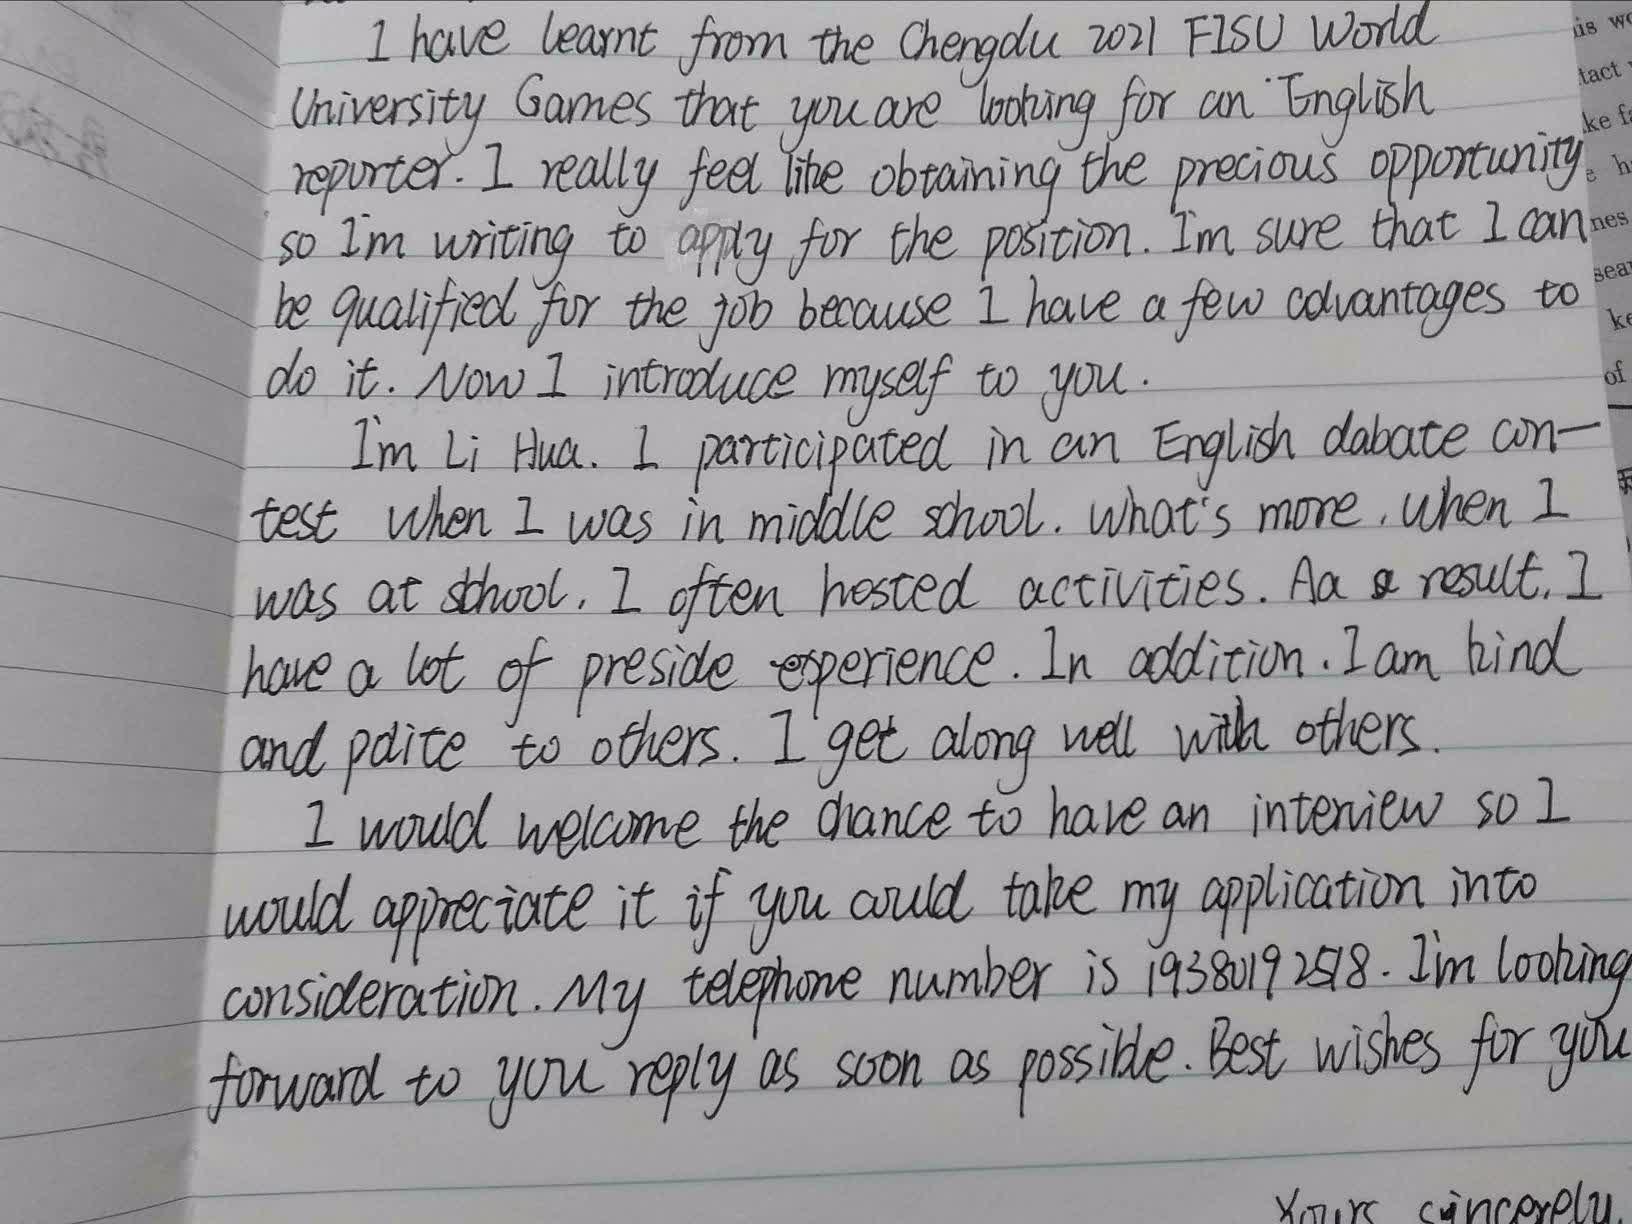 I have learnt from the Chengdu 2021 FISU World
University Games that you are looking for an English
reporter. I really feel like obtaining the precious opportunity
so I'm writing to apply for the position. I'm sure that I can
be qualified for the job because I have a few advantages to
do it. Now I introduce myself to you.
I'm Li Hua. I participated in an English dabate con-
test when I was in middle school. What's more, when I
was at school, I often hosted activities. Aa a result, I
have a lot of preside experience. In addition, I am kind
and polite to others. I get along well with others.
I would welcome the chance to have an interview so I
would appreciate it if you could take my application into
consideration. My telephone number is 19380192518. I'm looking
forward to you reply as soon as possible. Best wishes for you
Yours sincerely,
tact
ke
nes
sear
ke
of